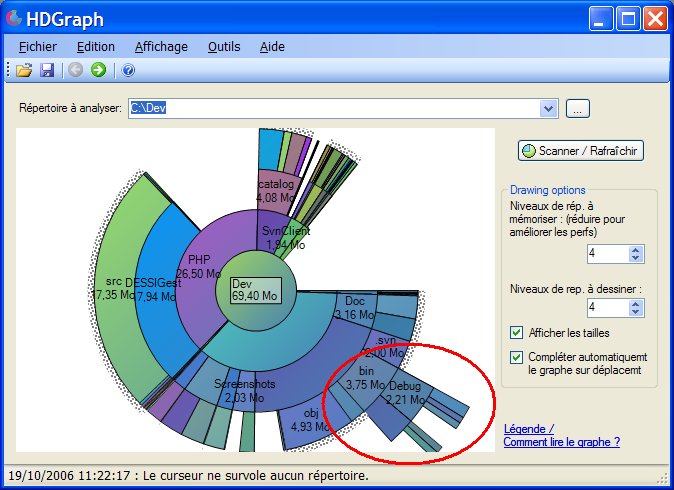 HDGraph
Fichier Edition Affichage Outils Aide
Répertoire à analyser: C:\Dev ...
Scanner / Rafraîchir
Drawing options
Niveaux de rép. à
mémoriser : (réduire pour
améliorer les perfs)
4
Niveaux de rep. à dessiner :
4
Afficher les tailles
Compléter automatiquemt
le graphe sur déplacemt
Légende /
Comment lire le graphe ?
catalog
4,08 Mo
SvnClient
1,94 Mo
PHP
26,50 Mo
src
17,35 Mo
DESSIGest
17,94 Mo
Dev
69,40 Mo
Doc
3,16 Mo
.svn
2,00 Mo
bin
3,75 Mo
Debug
2,21 Mo
Screenshots
2,03 Mo
obj
4,93 Mo
19/10/2006 11:22:17 : Le curseur ne survole aucun répertoire.